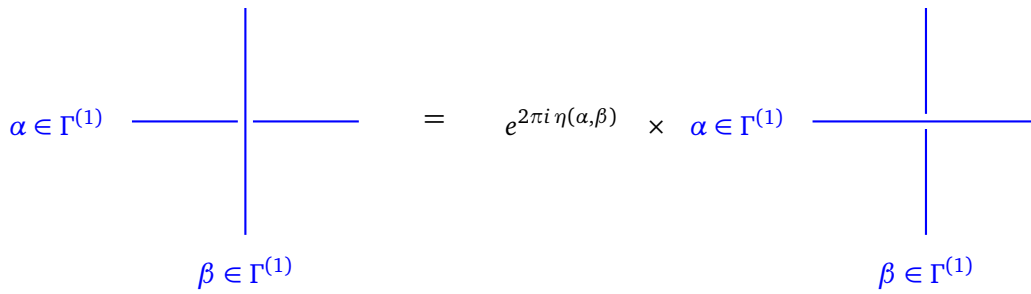 α ∈ Γ⁽¹⁾ = e^{2πi η(α,β)} × α ∈ Γ⁽¹⁾
β ∈ Γ⁽¹⁾ β ∈ Γ⁽¹⁾